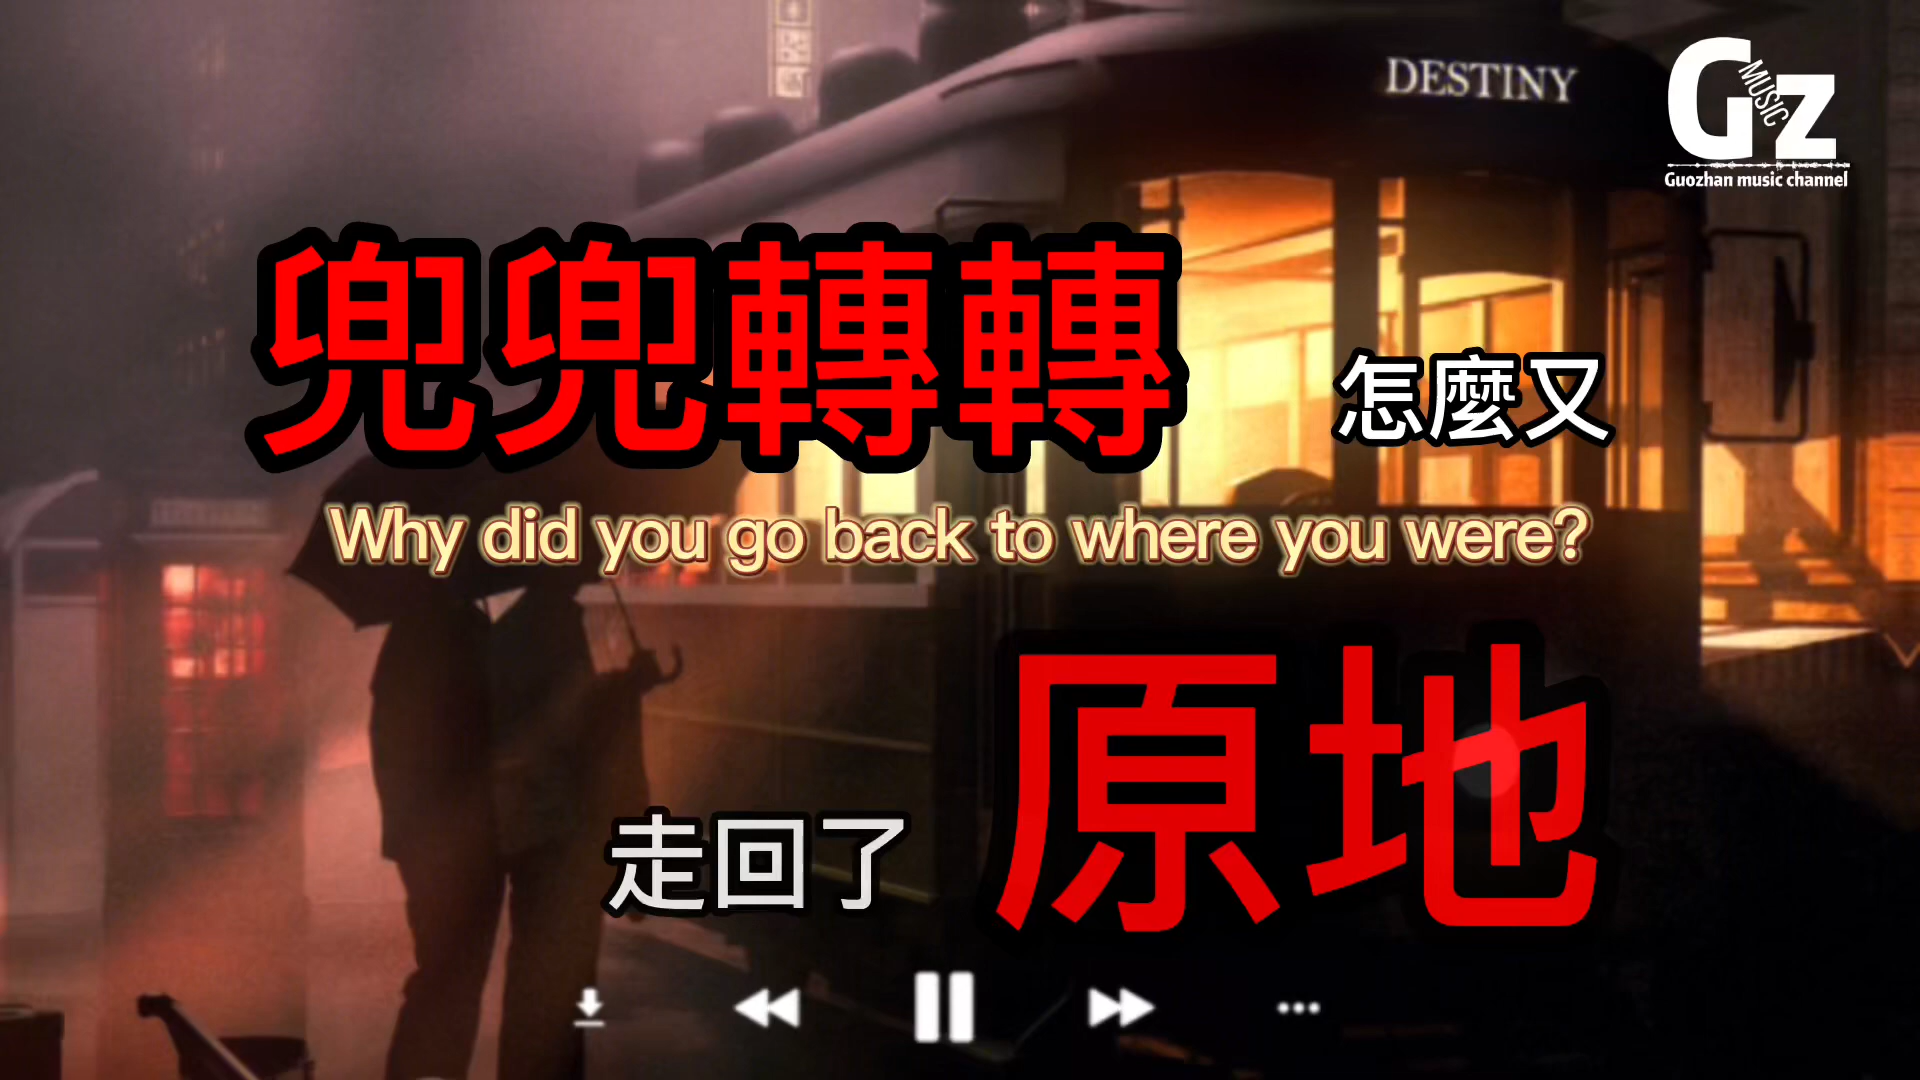 DESTINY
GZ
MUSIC
Guozhan music channel
兜兜轉轉 怎麼又
Why did you go back to where you were?
走回了 原地